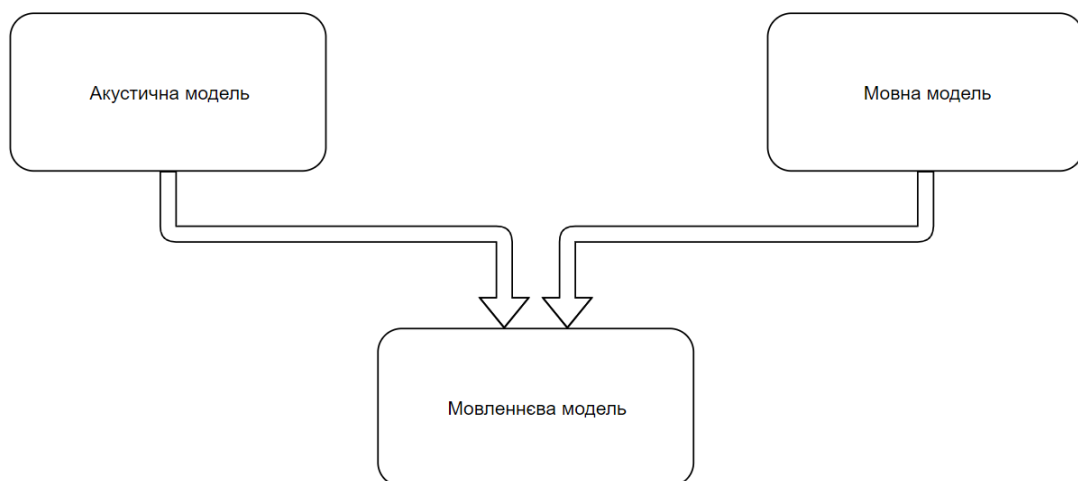 Акустична модель
Мовна модель
Мовленнєва модель